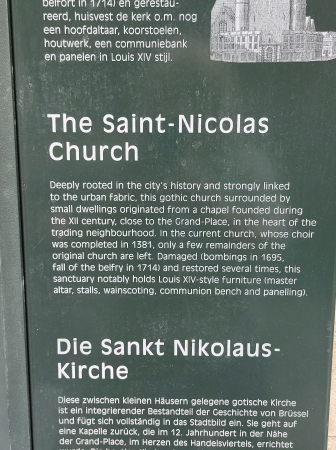 belfort in 1714) en gerestau-
reerd, huisvest de kerk o.m. nog
een hoofdaltaar, koorstoelen,
houtwerk, een communiebank
en panelen in Louis XIV stijl.
The Saint-Nicolas
Church
Deeply rooted in the city's history and strongly linked
to the urban fabric, this gothic church surrounded by
small dwellings originated from a chapel founded during
the XII century, close to the Grand-Place, in the heart of the
trading neighbourhood. In the current church, whose choir
was completed in 1381, only a few remainders of the
original church are left. Damaged (bombings in 1695,
fall of the belfry in 1714) and restored several times, this
sanctuary notably holds Louis XIV-style furniture (master
altar, stalls, wainscoting, communion bench and panelling).
Die Sankt Nikolaus-
Kirche
Diese zwischen kleinen Häusern gelegene gotische Kirche
ist ein integrierender Bestandteil der Geschichte von Brüssel
und fügt sich vollständig in das Stadtbild ein. Sie geht auf
eine Kapelle zurück, die im 12. Jahrhundert in der Nähe
der Grand-Place, im Herzen des Handelsviertels, errichtet